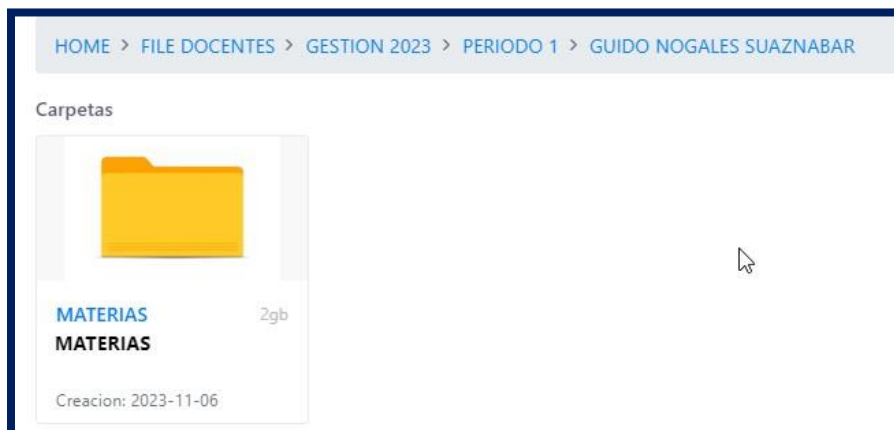 HOME > FILE DOCENTES > GESTION 2023 > PERIODO 1 > GUIDO NOGALES SUAZNABAR
Carpetas
MATERIAS 2gb
MATERIAS
Creacion: 2023-11-06